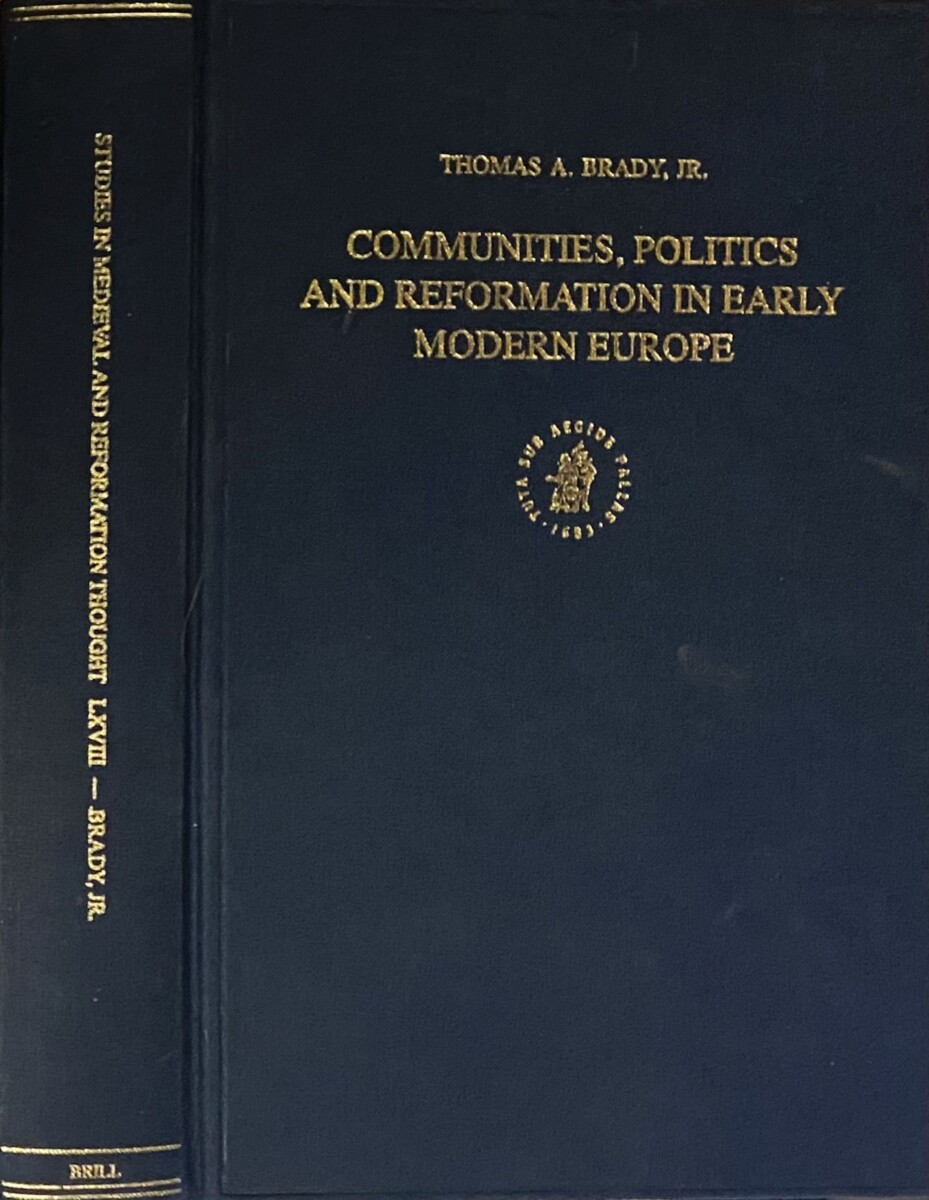 STUDIES IN MEDIEVAL AND REFORMATION THOUGHT LXVIII — BRADY, JR.
BRILL
THOMAS A. BRADY, JR.
COMMUNITIES, POLITICS
AND REFORMATION IN EARLY
MODERN EUROPE
TUTA SUB AEGIDE PALLAS · 1683 ·